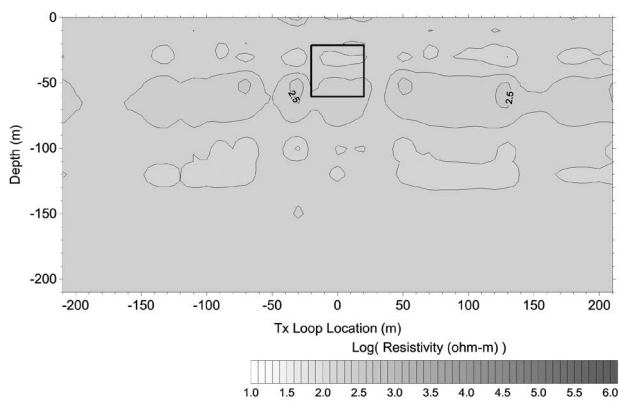 0
-50
-100
-150
-200
Depth (m)
2.5
2.5
-200 -150 -100 -50 0 50 100 150 200
Tx Loop Location (m)
Log( Resistivity (ohm-m) )
1.0 1.5 2.0 2.5 3.0 3.5 4.0 4.5 5.0 5.5 6.0